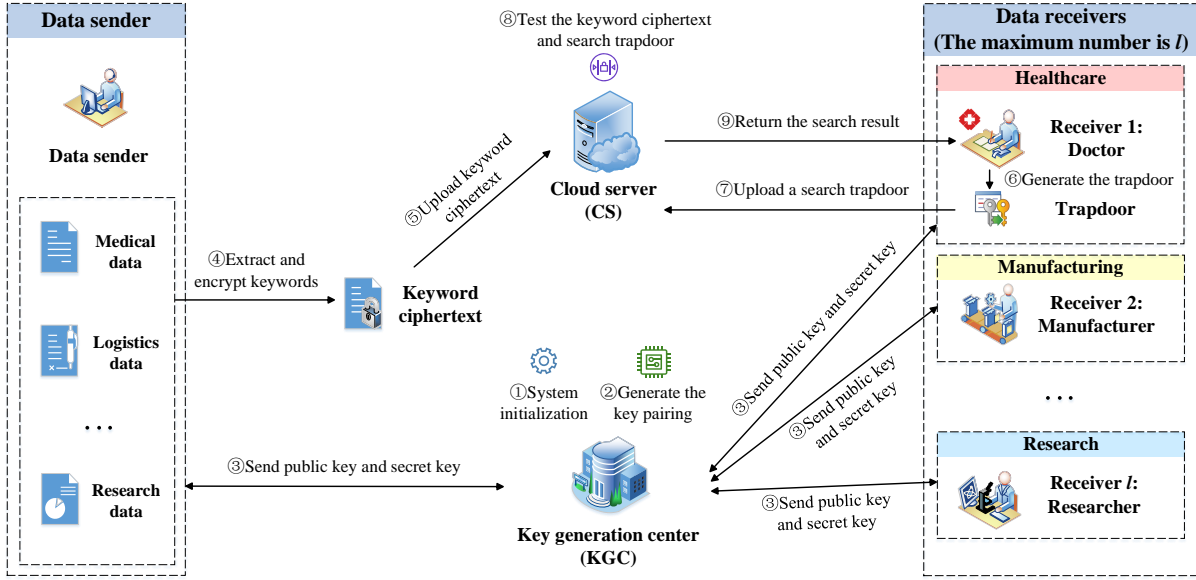 Data sender
Data sender
Medical
data
Logistics
data
...
Research
data
④Extract and
encrypt keywords
Keyword
ciphertext
⑤Upload keyword
ciphertext
⑧Test the keyword ciphertext
and search trapdoor
Cloud server
(CS)
⑨Return the search result
⑦Upload a search trapdoor
①System
initialization
②Generate the
key pairing
Key generation center
(KGC)
③Send public key and secret key
③Send public key and secret key
③Send public key
and secret key
③Send public key
and secret key
Data receivers
(The maximum number is l)
Healthcare
Receiver 1:
Doctor
⑥Generate the trapdoor
Trapdoor
Manufacturing
Receiver 2:
Manufacturer
...
Research
Receiver l:
Researcher